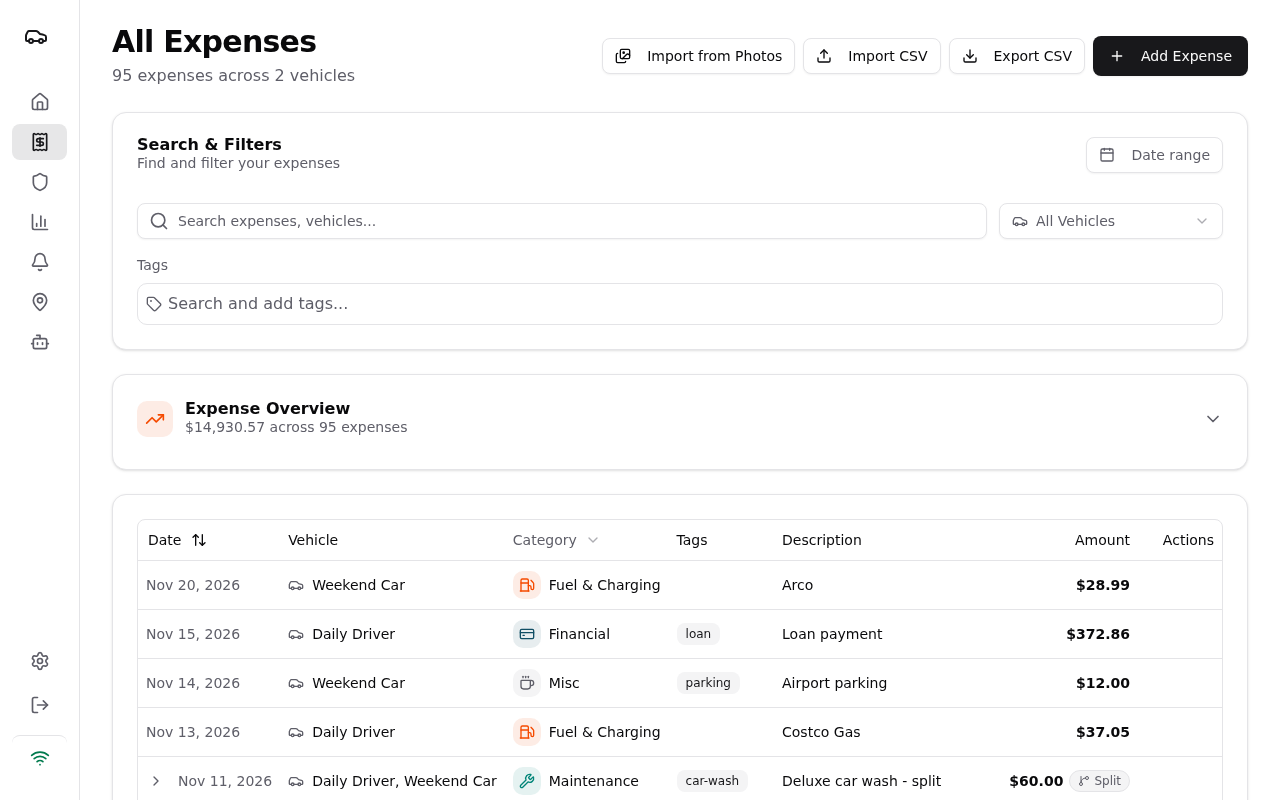 All Expenses
95 expenses across 2 vehicles
Import from Photos
Import CSV
Export CSV
Add Expense
Search & Filters
Find and filter your expenses
Date range
Search expenses, vehicles...
All Vehicles
Tags
Search and add tags...
Expense Overview
$14,930.57 across 95 expenses
Date Vehicle Category Tags Description Amount Actions
Nov 20, 2026 Weekend Car Fuel & Charging Arco $28.99
Nov 15, 2026 Daily Driver Financial loan Loan payment $372.86
Nov 14, 2026 Weekend Car Misc parking Airport parking $12.00
Nov 13, 2026 Daily Driver Fuel & Charging Costco Gas $37.05
Nov 11, 2026 Daily Driver, Weekend Car Maintenance car-wash Deluxe car wash - split $60.00 Split